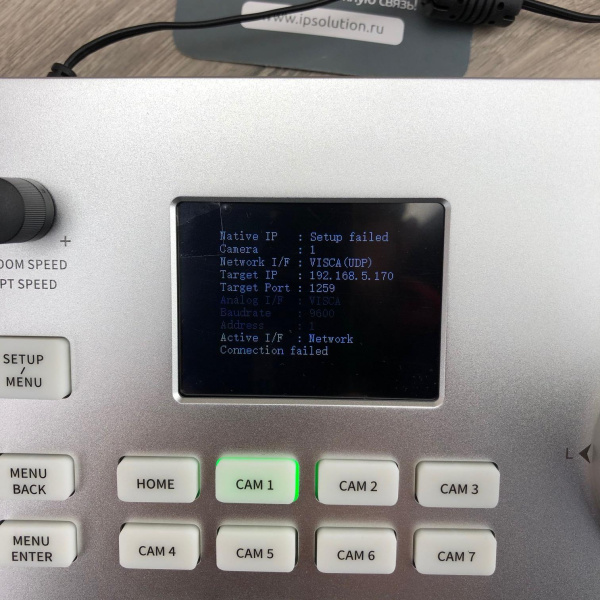 связь!
www.ipsolution.ru
Native IP : Setup failed
Camera : 1
Network I/F : VISCA(UDP)
Target IP : 192.168.5.170
Target Port : 1259
Analog I/F : VISCA
Baudrate : 9600
Address : 1
Active I/F : Network
Connection failed
+
OOM SPEED
PT SPEED
SETUP
/
MENU
L
MENU
BACK
HOME
CAM 1
CAM 2
CAM 3
MENU
ENTER
CAM 4
CAM 5
CAM 6
CAM 7